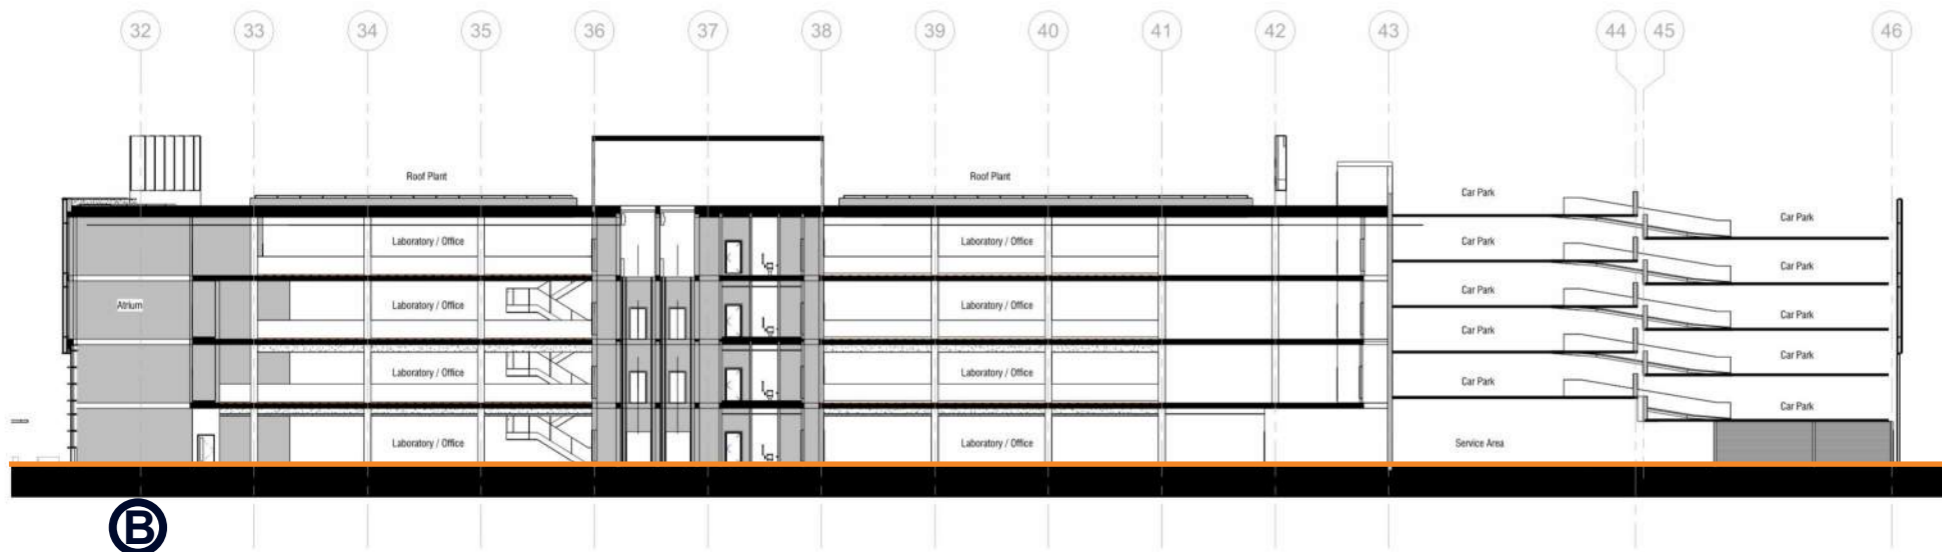 32 33 34 35 36 37 38 39 40 41 42 43 44 45 46
Roof Plant Roof Plant
Car Park
Car Park
Laboratory / Office Laboratory / Office Car Park
Car Park
Atrium Laboratory / Office Laboratory / Office Car Park
Car Park
Car Park
Car Park
Laboratory / Office Laboratory / Office Car Park
Car Park
Laboratory / Office Laboratory / Office Service Area
B